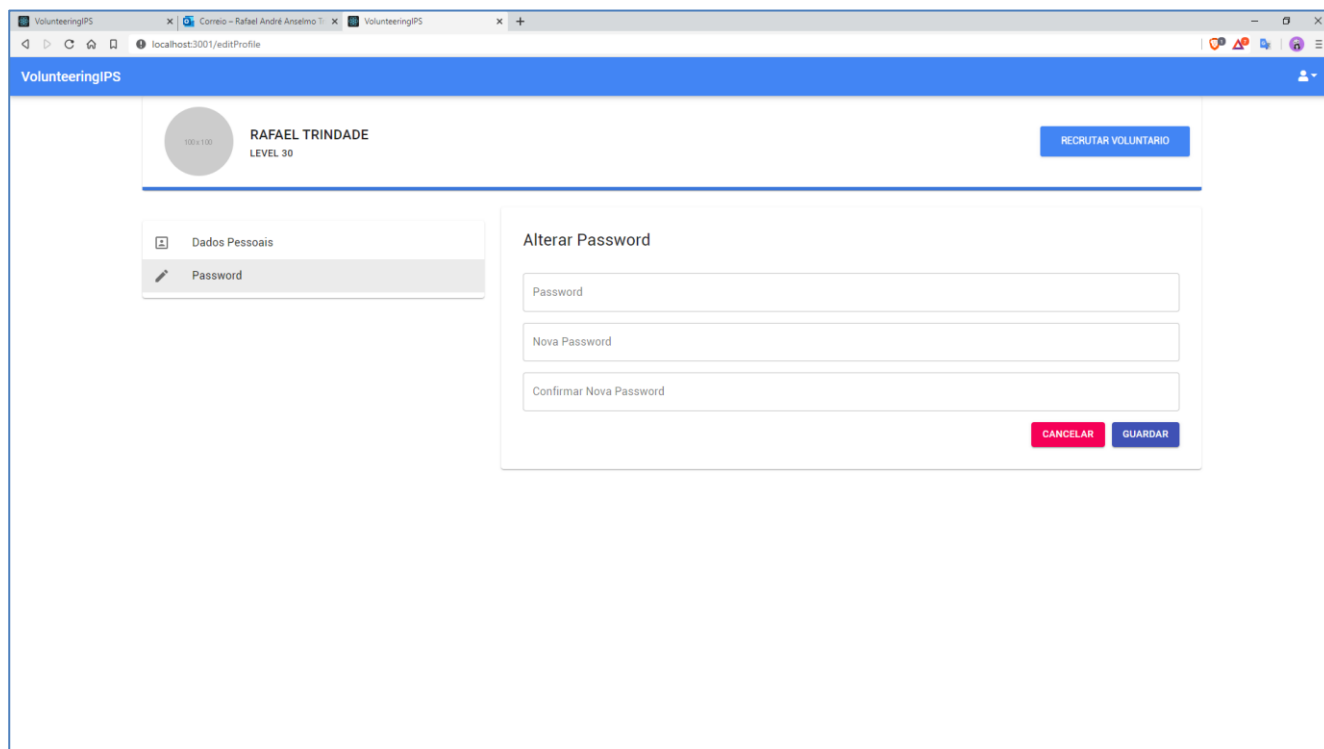 VolunteeringIPS
Correio – Rafael André Anselmo
VolunteeringIPS
localhost:3001/editProfile
VolunteeringIPS
100 x 100
RAFAEL TRINDADE
LEVEL 30
RECRUTAR VOLUNTARIO
Dados Pessoais
Password
Alterar Password
Password
Nova Password
Confirmar Nova Password
CANCELAR
GUARDAR